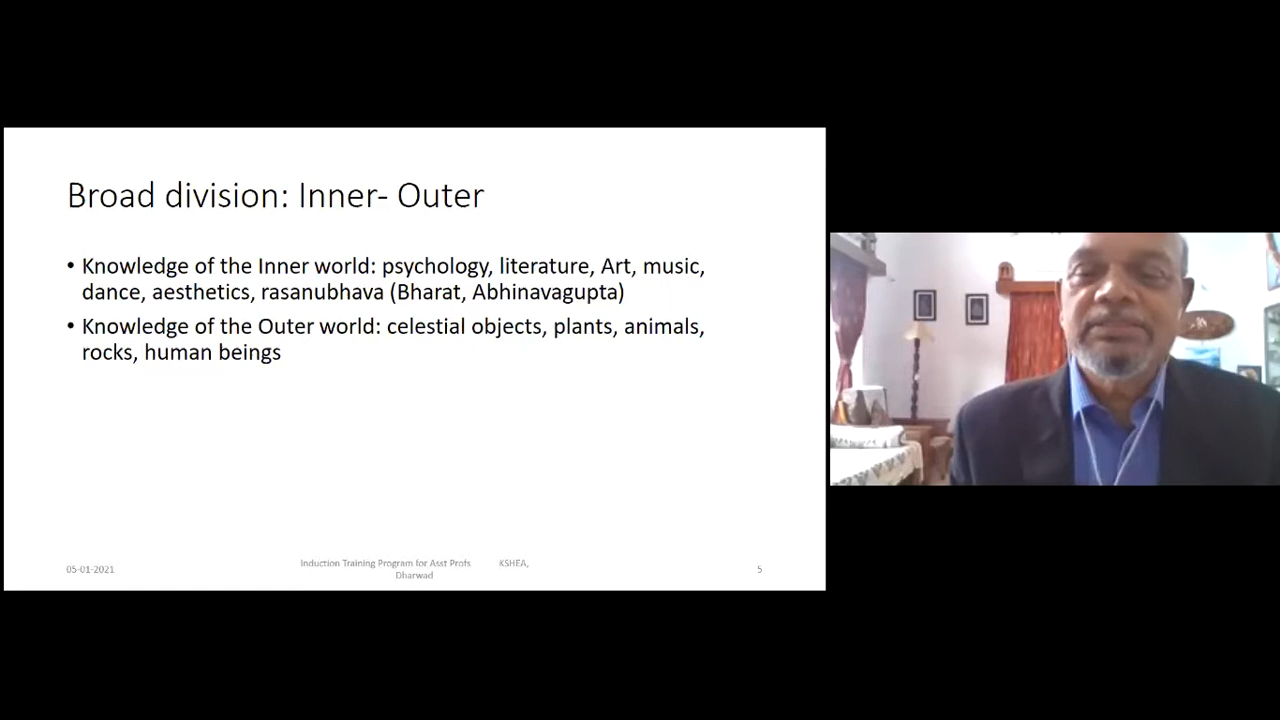 Broad division: Inner- Outer
• Knowledge of the Inner world: psychology, literature, Art, music,
dance, aesthetics, rasanubhava (Bharat, Abhinavagupta)
• Knowledge of the Outer world: celestial objects, plants, animals,
rocks, human beings
05-01-2021
Induction Training Program for Asst Profs KSHEA,
Dharwad
5